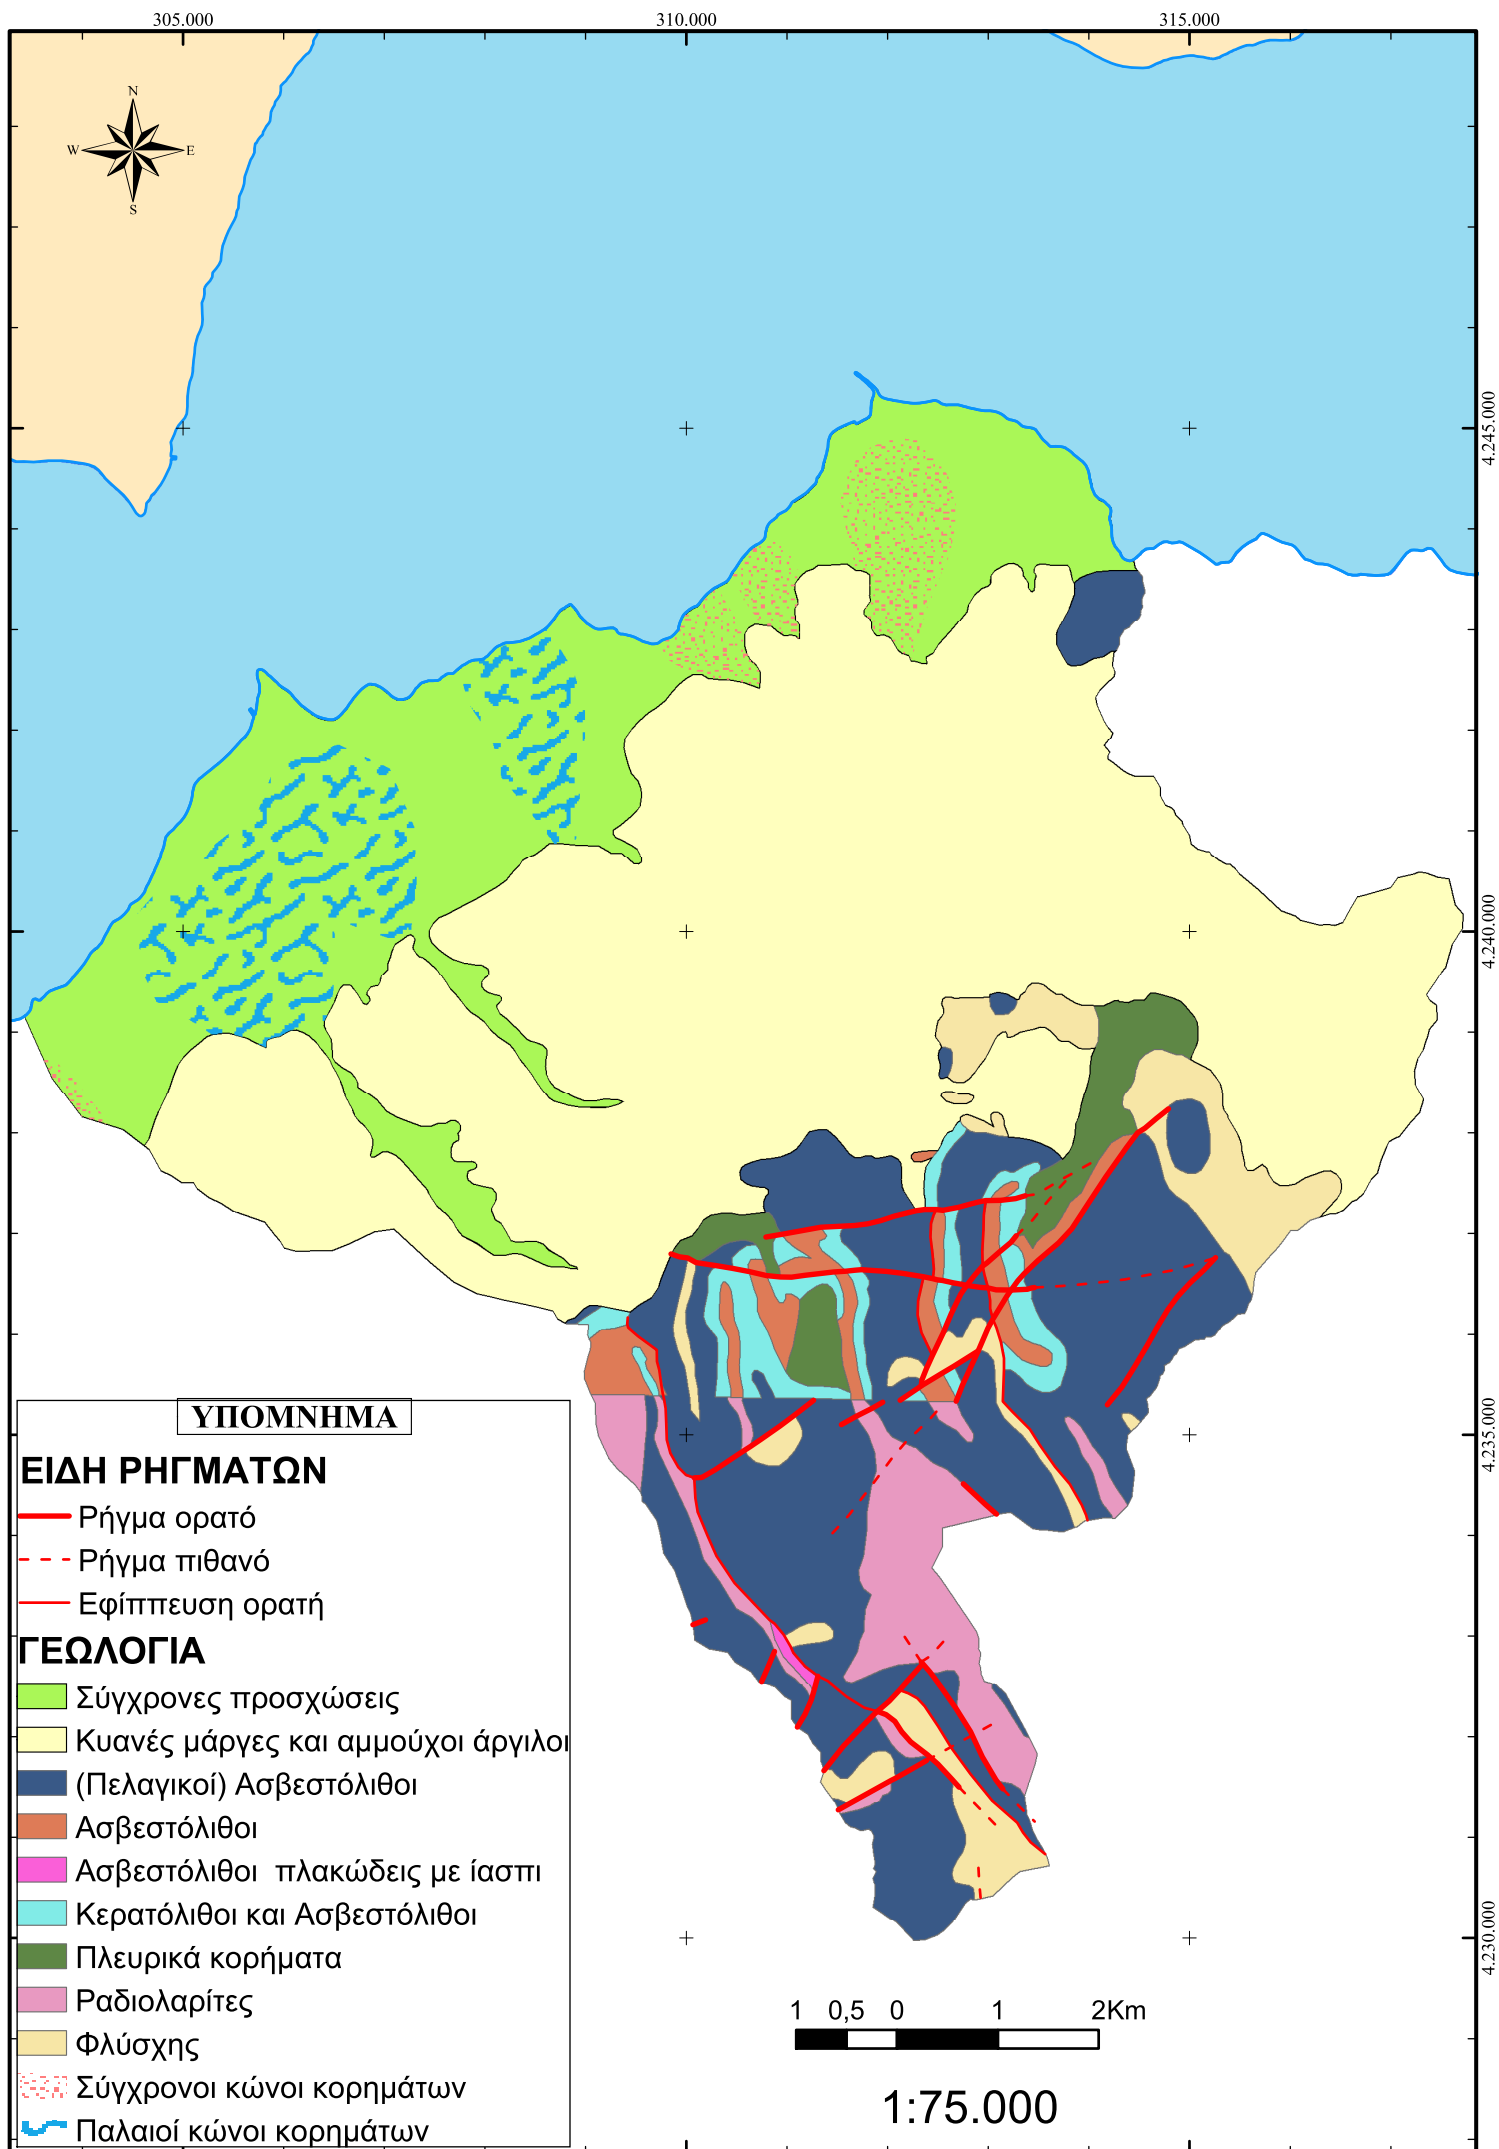 305.000 310.000 315.000
N
W E
S
4.245.000
4.240.000
4.235.000
4.230.000
ΥΠΟΜΝΗΜΑ
ΕΙΔΗ ΡΗΓΜΑΤΩΝ
Ρήγμα ορατό
Ρήγμα πιθανό
Εφίππευση ορατή
ΓΕΩΛΟΓΙΑ
Σύγχρονες προσχώσεις
Κυανές μάργες και αμμούχοι άργιλοι
(Πελαγικοί) Ασβεστόλιθοι
Ασβεστόλιθοι
Ασβεστόλιθοι πλακώδεις με ίασπι
Κερατόλιθοι και Ασβεστόλιθοι
Πλευρικά κορήματα
Ραδιολαρίτες
Φλύσχης
Σύγχρονοι κώνοι κορημάτων
Παλαιοί κώνοι κορημάτων
1 0,5 0 1 2Km
1:75.000